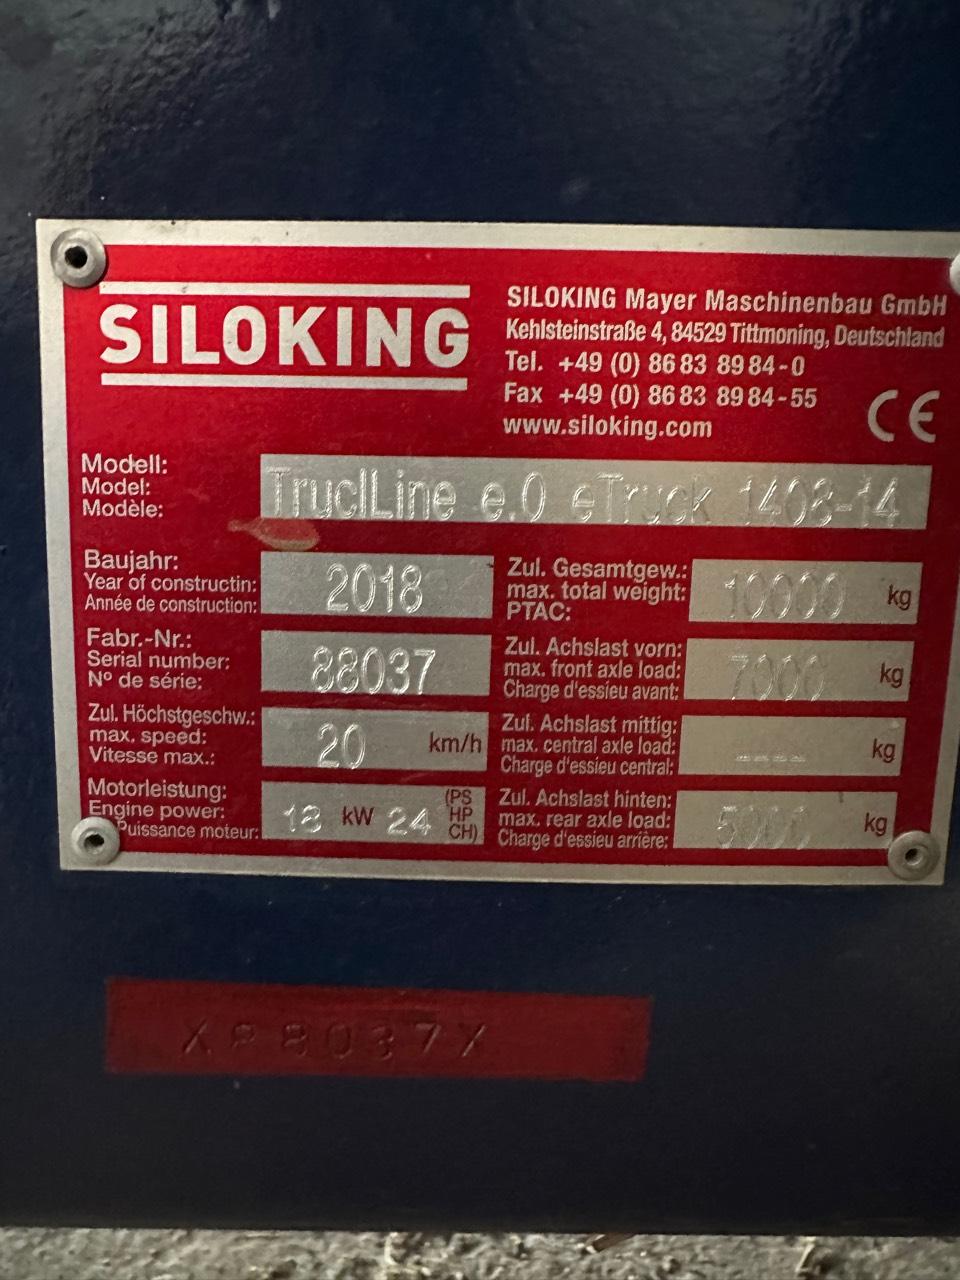 SILOKING
SILOKING Mayer Maschinenbau GmbH
Kehlsteinstraße 4, 84529 Tittmoning, Deutschland
Tel. +49 (0) 86 83 89 84-0
Fax +49 (0) 86 83 89 84-55
www.siloking.com
CE
Modell:
Model:
Modèle:
TruclLine e.0 eTruck 1408-14
Baujahr:
Year of constructin:
Année de construction:
2018
Fabr.-Nr.:
Serial number:
Nº de série:
88037
Zul. Höchstgeschw.:
max. speed:
Vitesse max.:
20 km/h
Motorleistung:
Engine power:
Puissance moteur:
18 kW 24 (PS
HP
CH)
Zul. Gesamtgew.:
max. total weight:
PTAC:
10000 kg
Zul. Achslast vorn:
max. front axle load:
Charge d'essieu avant:
7000 kg
Zul. Achslast mittig:
max. central axle load:
Charge d'essieu central:
---- kg
Zul. Achslast hinten:
max. rear axle load:
Charge d'essieu arrière:
5000 kg
X88037X